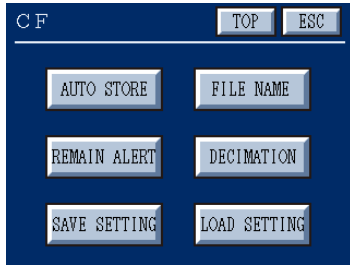 CF TOP ESC
AUTO STORE FILE NAME
REMAIN ALERT DECIMATION
SAVE SETTING LOAD SETTING